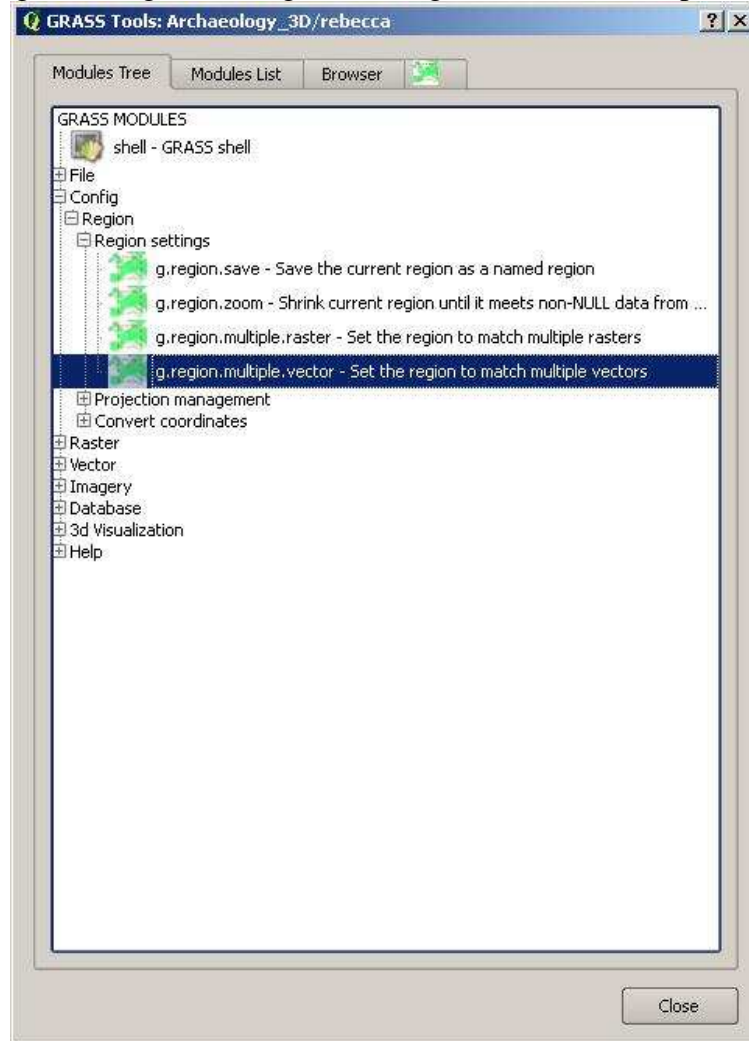 GRASS Tools: Archaeology_3D/rebecca
Modules Tree Modules List Browser
GRASS MODULES
shell - GRASS shell
File
Config
Region
Region settings
g.region.save - Save the current region as a named region
g.region.zoom - Shrink current region until it meets non-NULL data from ...
g.region.multiple.raster - Set the region to match multiple rasters
g.region.multiple.vector - Set the region to match multiple vectors
Projection management
Convert coordinates
Raster
Vector
Imagery
Database
3d Visualization
Help
Close